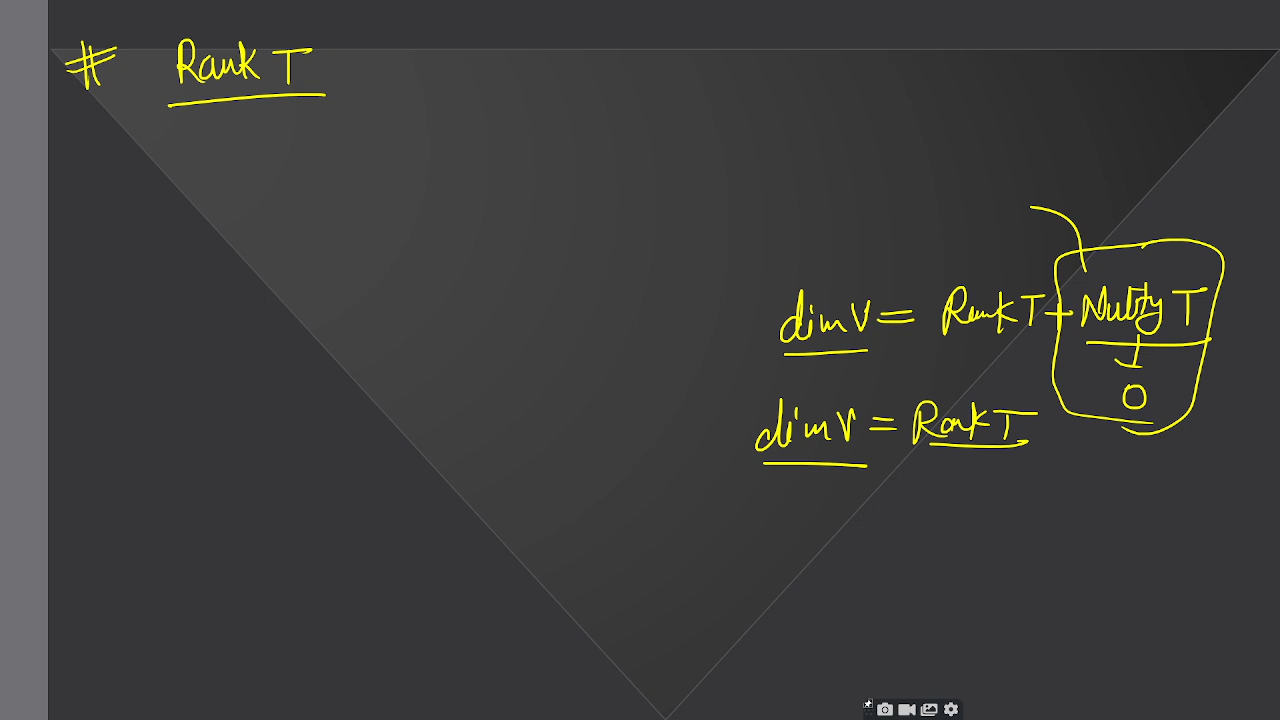 # Rank T
dim V = Rank T + Nullity T
↓
0
dim V = Rank T